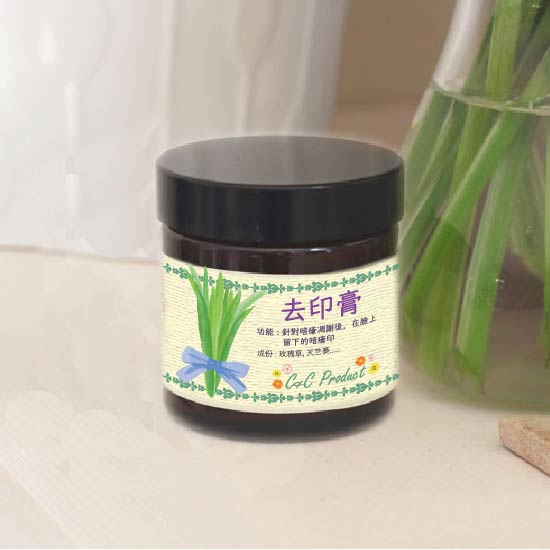 去印膏
功能 : 針對暗瘡凋謝後，在臉上
留下的暗瘡印
成份 : 玫瑰草, 天竺葵.....
C&C Product